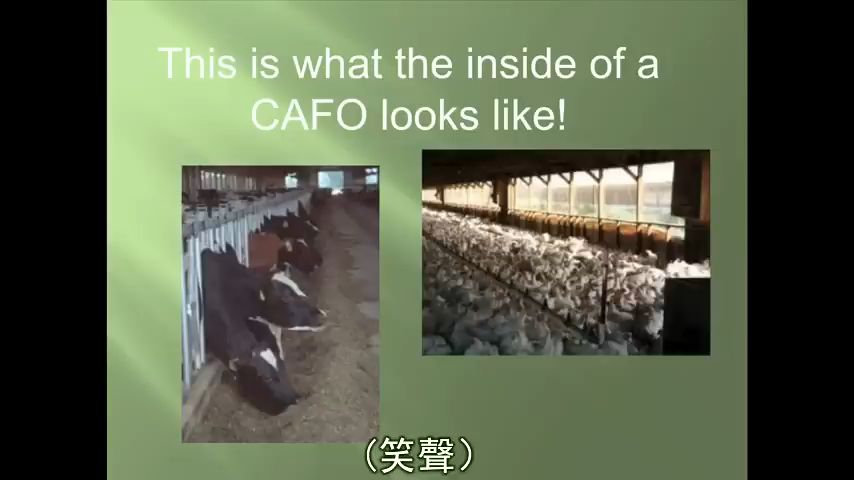 This is what the inside of a
CAFO looks like!
(笑聲)